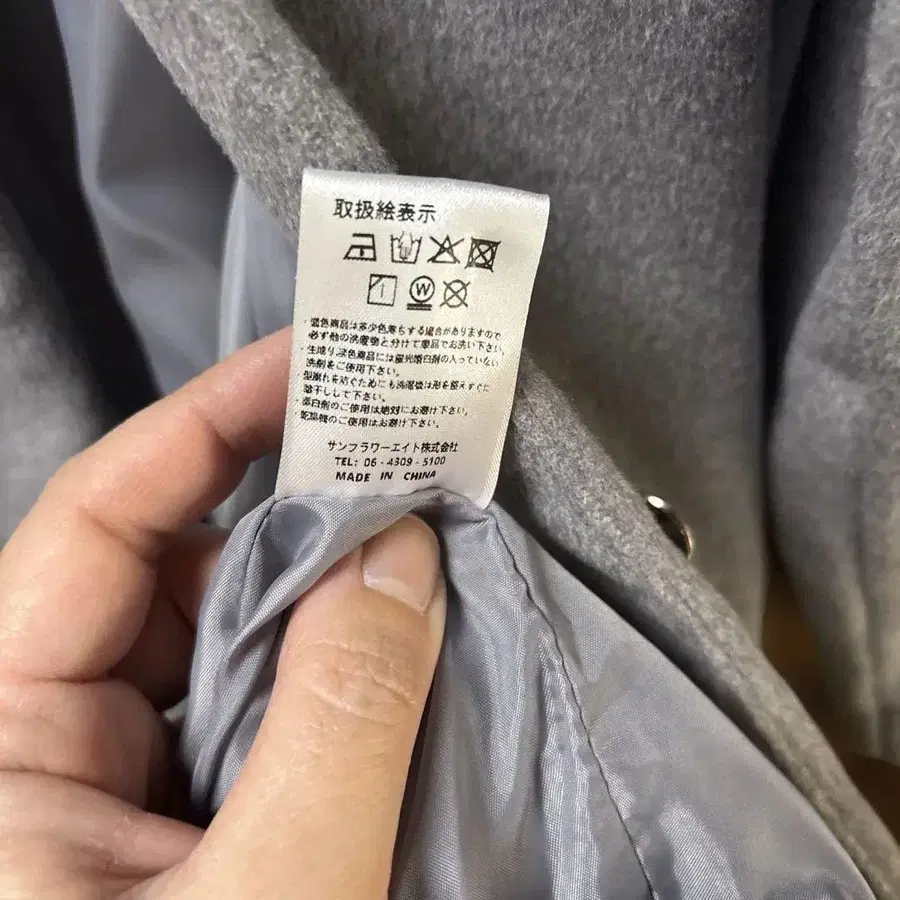 取扱絵表示
W
・濃色商品は多少色落ちする場合がありますので
必ず他の洗濯物と分けて単品でお洗い下さい。
・生成り、淡色商品には蛍光増白剤の入っていない
洗剤をご使用下さい。
型崩れを防ぐためにも洗濯後は形を整えすぐに
陰干しして下さい。
・漂白剤のご使用は絶対にお避け下さい。
・乾燥機のご使用はお避け下さい。
サンフラワーエイト株式会社
TEL: 06 - 4309 - 5100
MADE IN CHINA